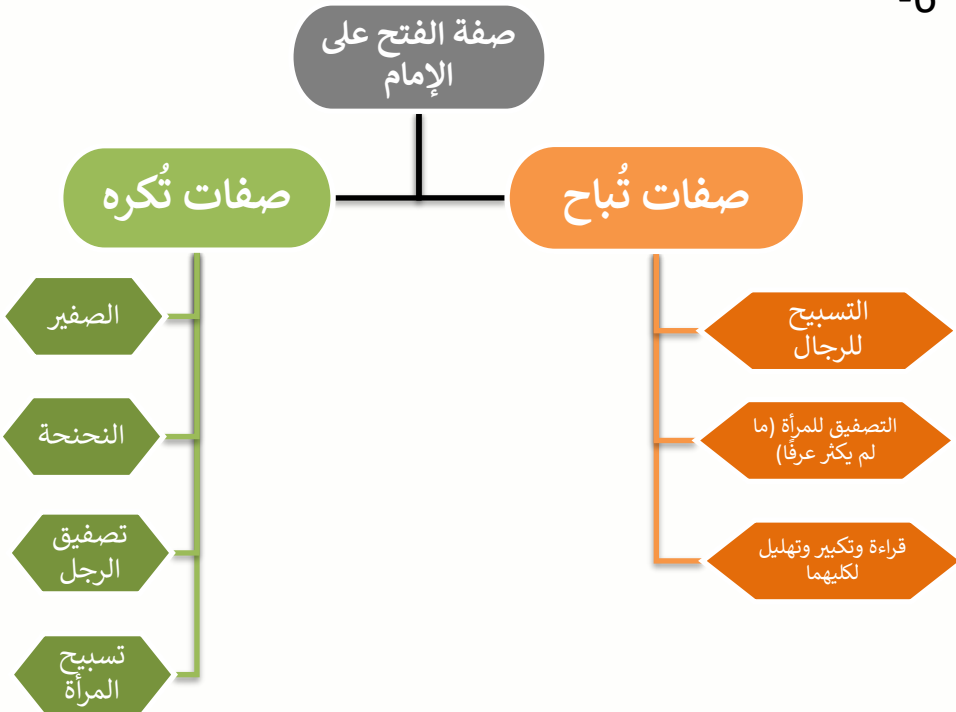 6-
صفة الفتح على
الإمام
صفات تُباح
صفات تُكره
التسبيح
للرجال
التصفيق للمرأة (ما
لم يكثر عرفًا)
قراءة وتكبير وتهليل
لكليهما
الصفير
النحنحة
تصفيق
الرجل
تسبيح
المرأة